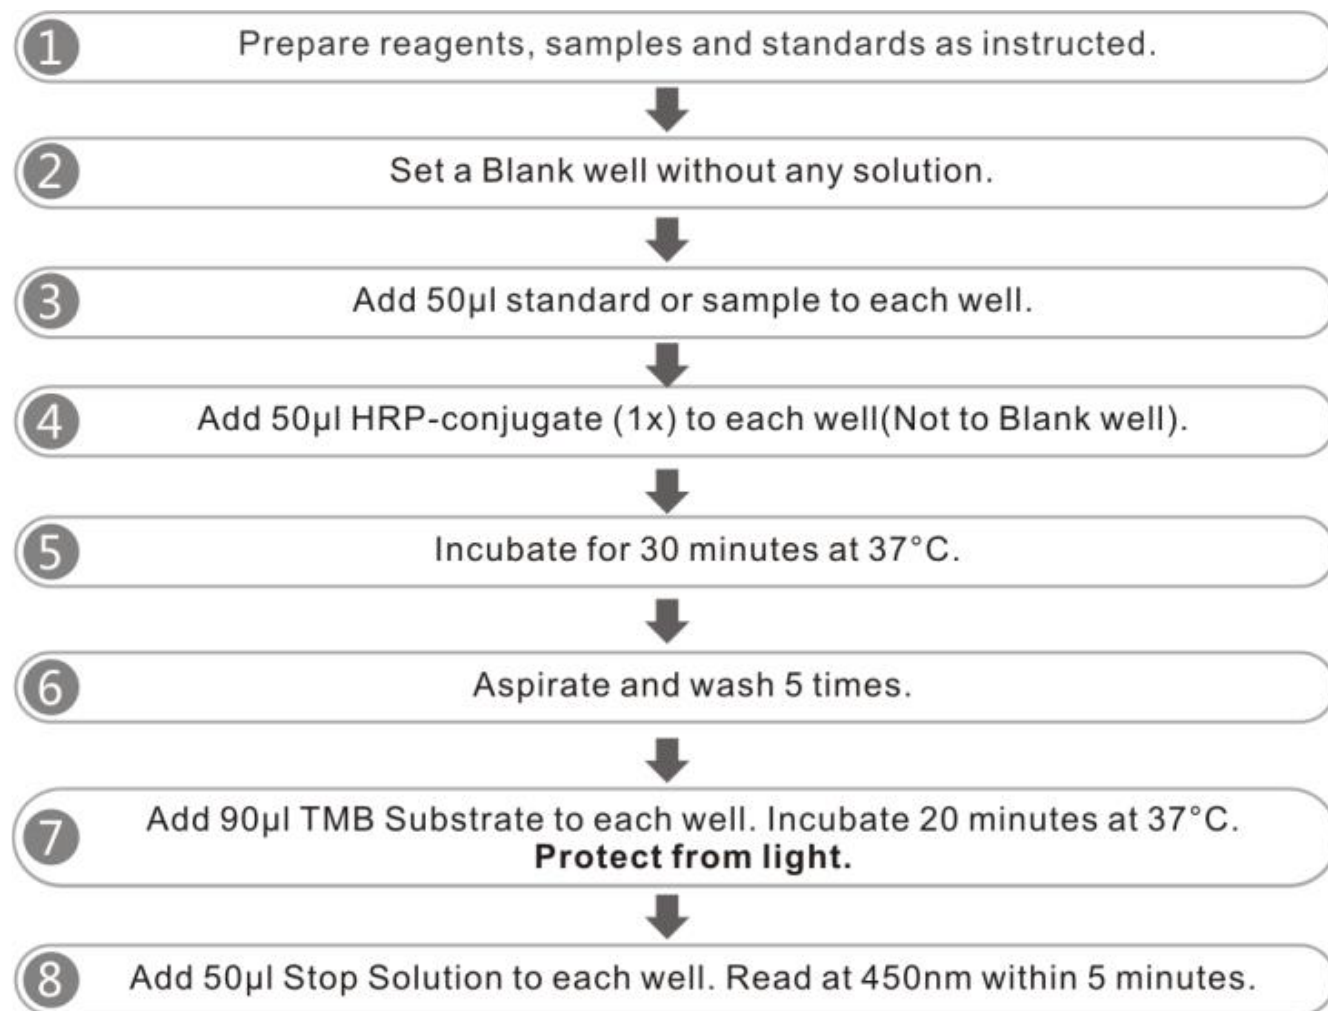 1 Prepare reagents, samples and standards as instructed.
2 Set a Blank well without any solution.
3 Add 50µl standard or sample to each well.
4 Add 50µl HRP-conjugate (1x) to each well(Not to Blank well).
5 Incubate for 30 minutes at 37°C.
6 Aspirate and wash 5 times.
7 Add 90µl TMB Substrate to each well. Incubate 20 minutes at 37°C.
Protect from light.
8 Add 50µl Stop Solution to each well. Read at 450nm within 5 minutes.